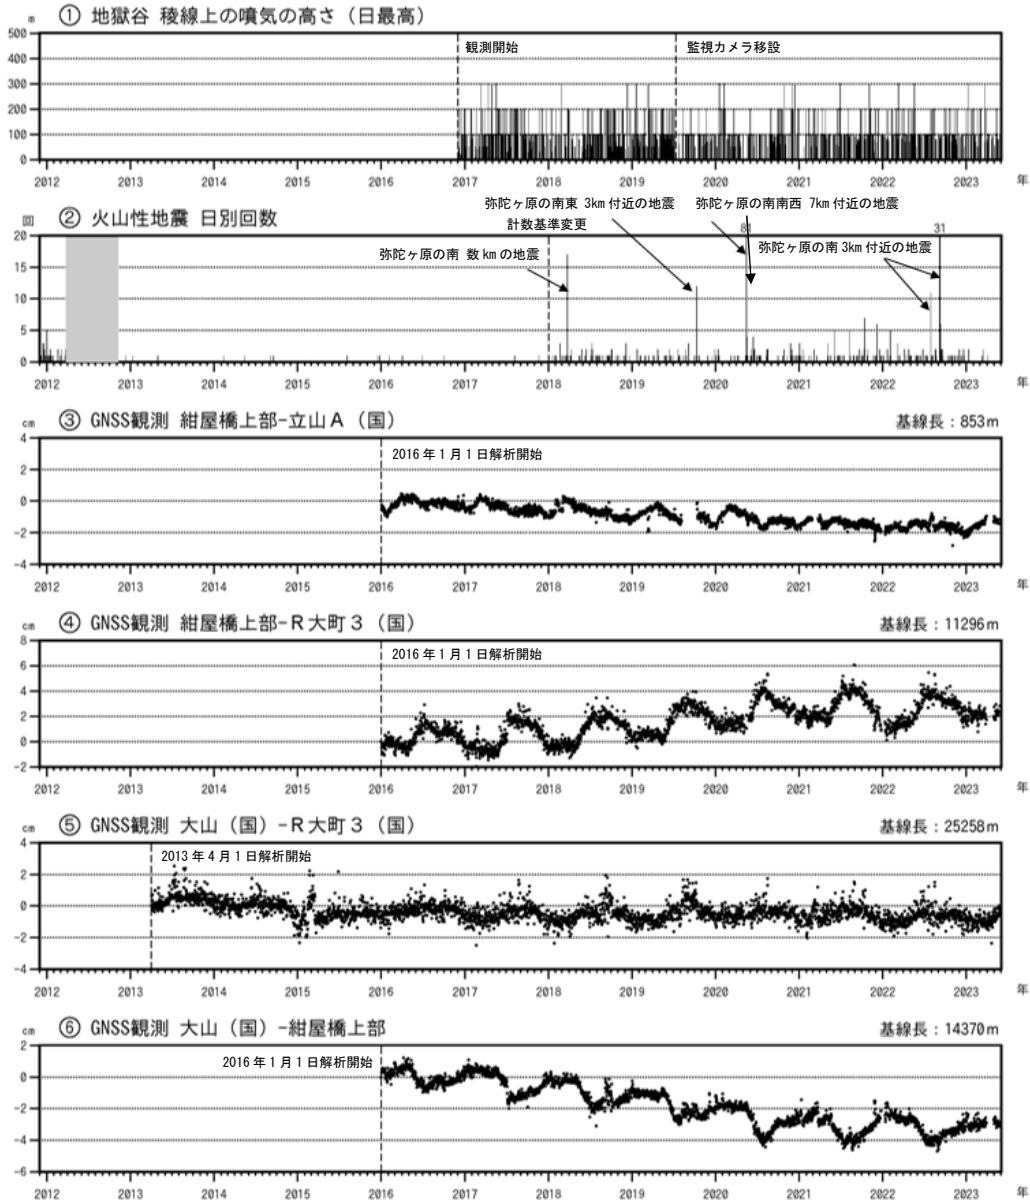 ① 地獄谷 稜線上の噴気の高さ（日最高）
m
500
400
300
200
100
0
観測開始
監視カメラ移設
2012 2013 2014 2015 2016 2017 2018 2019 2020 2021 2022 2023 年
② 火山性地震 日別回数
回
20
15
10
5
0
弥陀ヶ原の南東 3km 付近の地震
弥陀ヶ原の南南西 7km 付近の地震
計数基準変更
81
31
弥陀ヶ原の南 数 km の地震
弥陀ヶ原の南 3km 付近の地震
2012 2013 2014 2015 2016 2017 2018 2019 2020 2021 2022 2023 年
③ GNSS観測 紺屋橋上部-立山A（国）
基線長：853m
cm
4
2
0
-2
-4
2016 年 1 月 1 日解析開始
2012 2013 2014 2015 2016 2017 2018 2019 2020 2021 2022 2023 年
④ GNSS観測 紺屋橋上部-R大町3（国）
基線長：11296m
cm
8
6
4
2
0
-2
2016 年 1 月 1 日解析開始
2012 2013 2014 2015 2016 2017 2018 2019 2020 2021 2022 2023 年
⑤ GNSS観測 大山（国）-R大町3（国）
基線長：25258m
cm
4
2
0
-2
-4
2013 年 4 月 1 日解析開始
2012 2013 2014 2015 2016 2017 2018 2019 2020 2021 2022 2023 年
⑥ GNSS観測 大山（国）-紺屋橋上部
基線長：14370m
cm
2
0
-2
-4
-6
2016 年 1 月 1 日解析開始
2012 2013 2014 2015 2016 2017 2018 2019 2020 2021 2022 2023 年